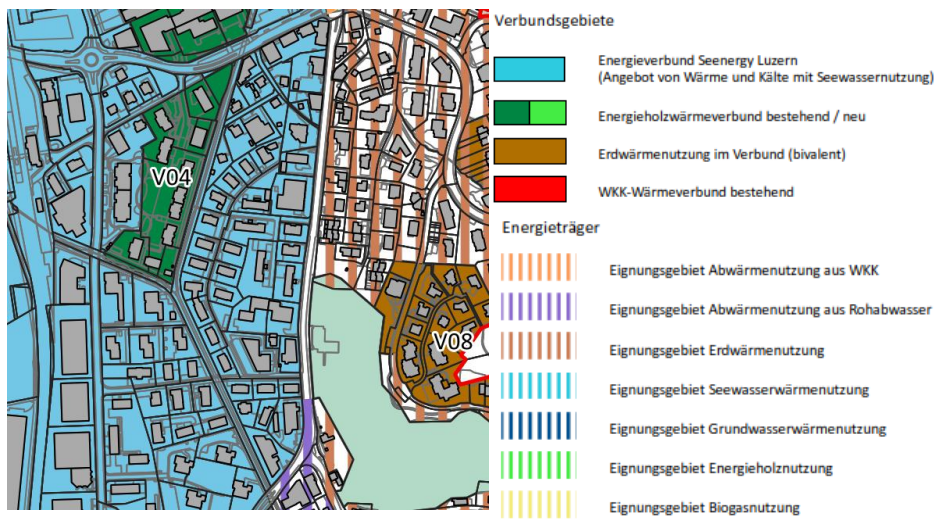 V04
V08
Verbundsgebiete
Energieverbund Seenergy Luzern
(Angebot von Wärme und Kälte mit Seewassernutzung)
Energieholzwärmeverbund bestehend / neu
Erdwärmenutzung im Verbund (bivalent)
WKK-Wärmeverbund bestehend
Energieträger
Eignungsgebiet Abwärmenutzung aus WKK
Eignungsgebiet Abwärmenutzung aus Rohabwasser
Eignungsgebiet Erdwärmenutzung
Eignungsgebiet Seewasserwärmenutzung
Eignungsgebiet Grundwasserwärmenutzung
Eignungsgebiet Energieholznutzung
Eignungsgebiet Biogasnutzung